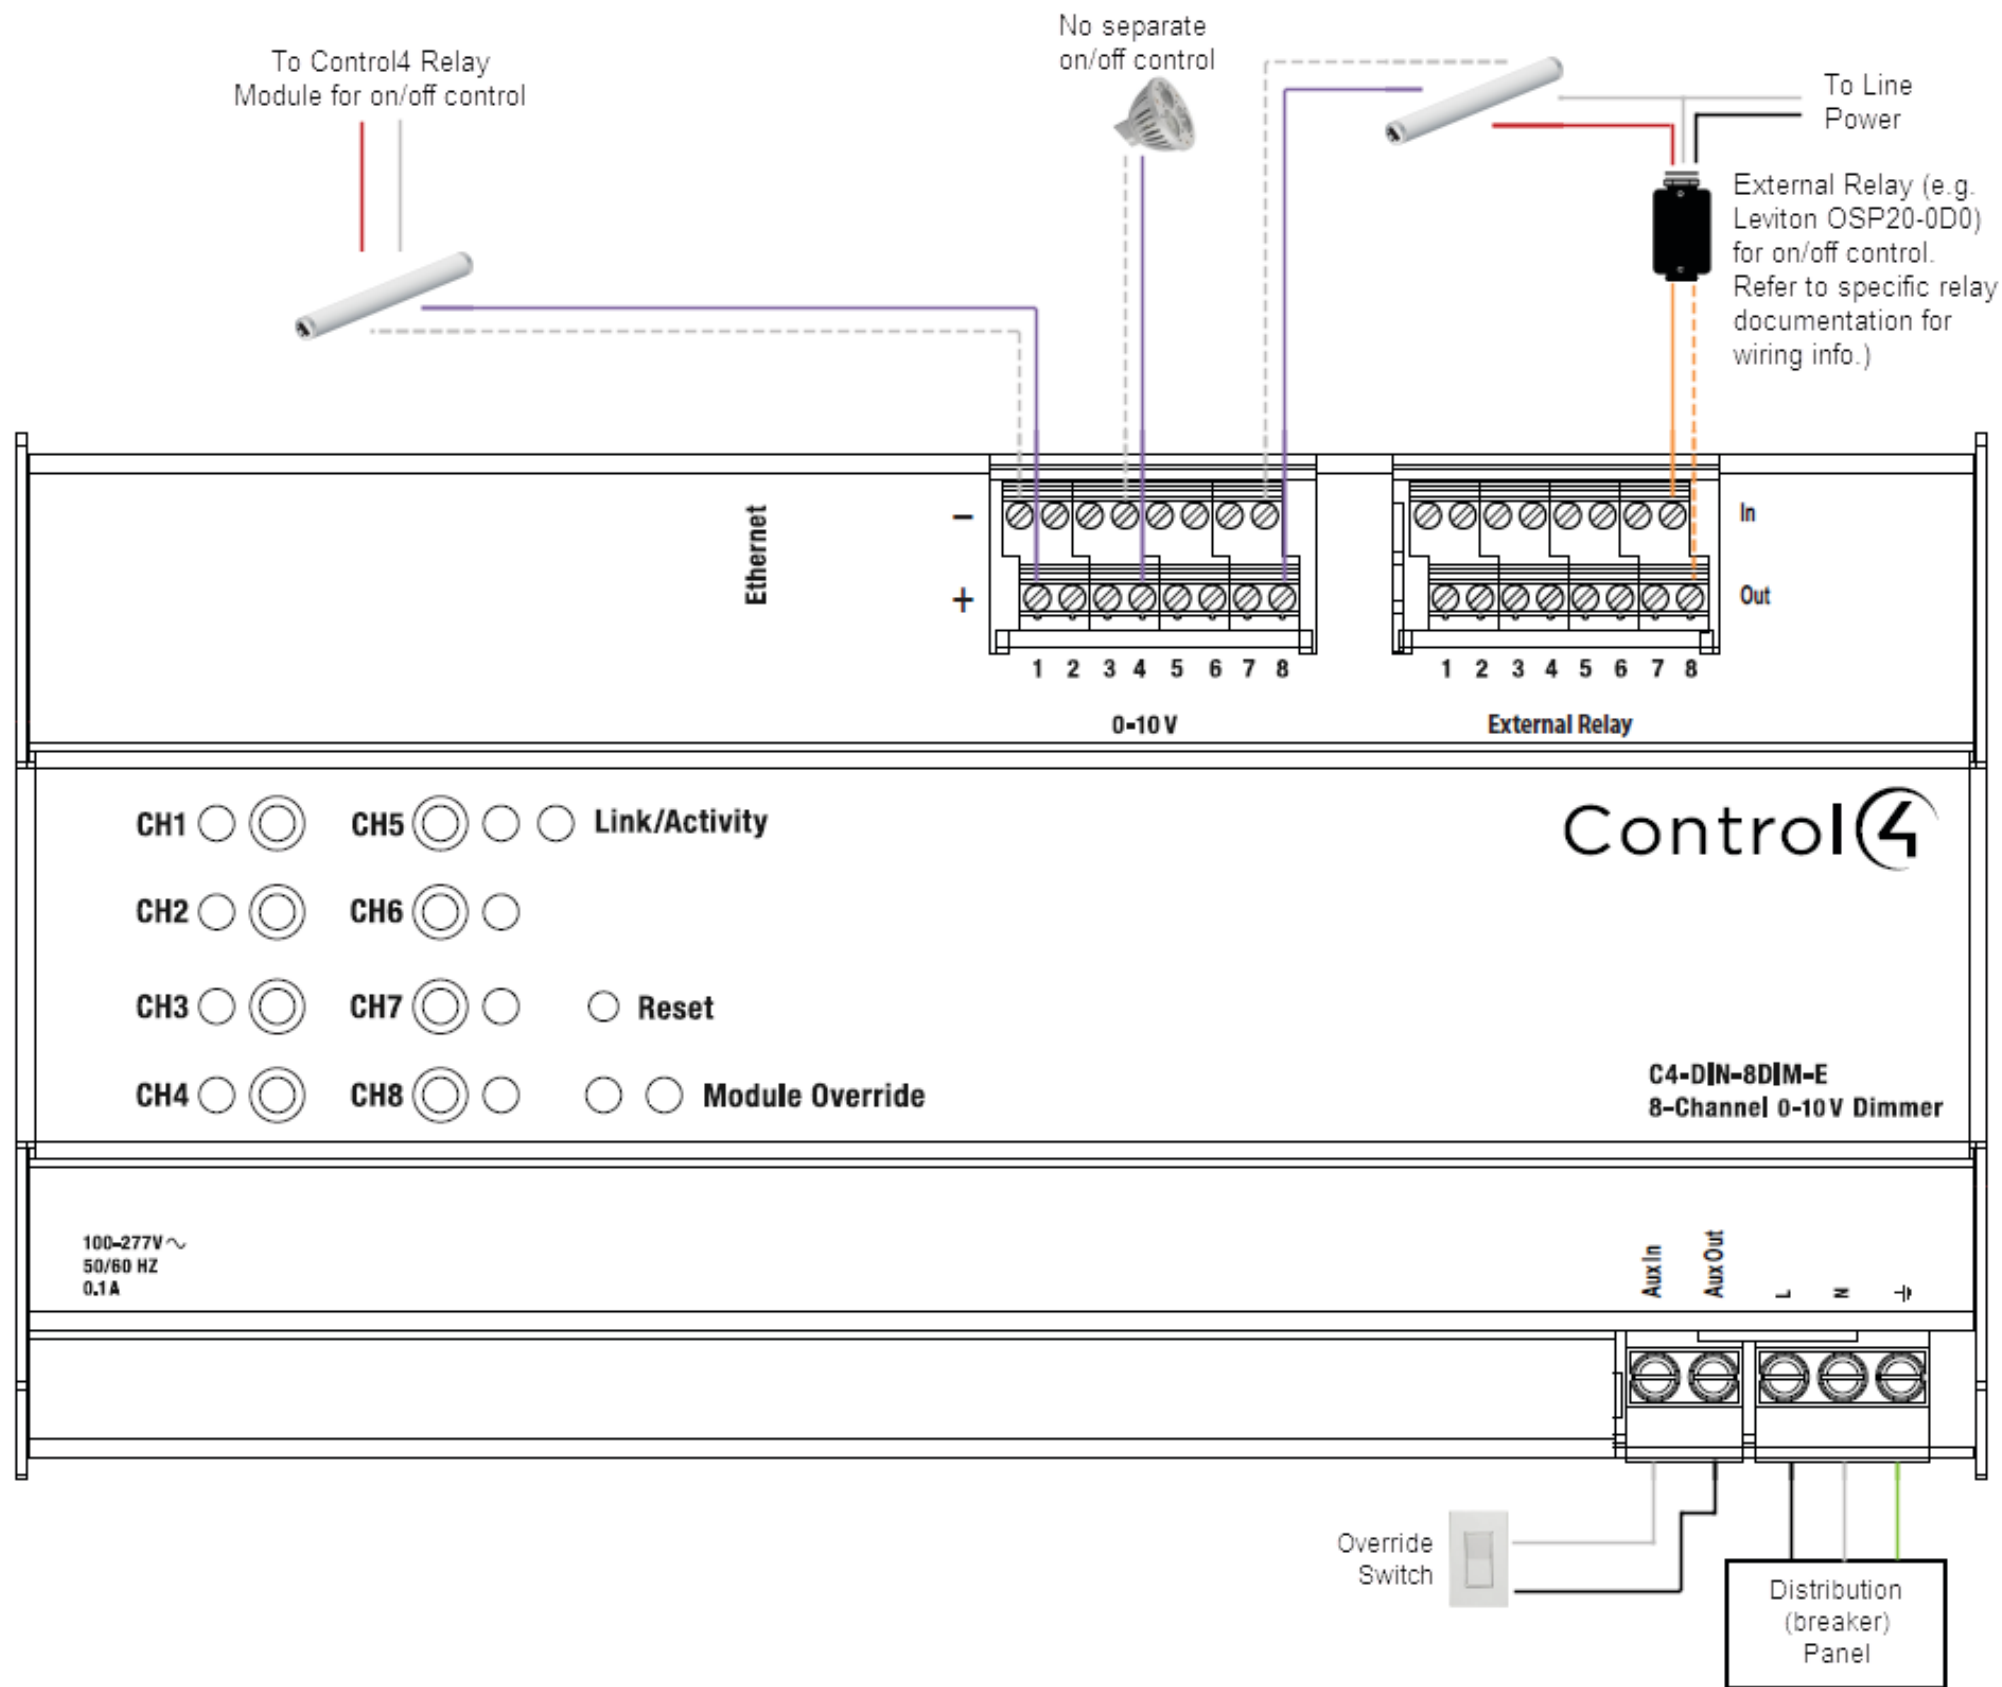 To Control4 Relay
Module for on/off control
No separate
on/off control
To Line
Power
External Relay (e.g.
Leviton OSP20-0D0)
for on/off control.
Refer to specific relay
documentation for
wiring info.)
Ethernet
−
+
1 2 3 4 5 6 7 8
0-10 V
In
Out
1 2 3 4 5 6 7 8
External Relay
CH1
CH5
Link/Activity
CH2
CH6
CH3
CH7
Reset
CH4
CH8
Module Override
Control4
C4-DIN-8DIM-E
8-Channel 0-10 V Dimmer
100-277V ~
50/60 HZ
0.1 A
Aux In
Aux Out
L
N
Override
Switch
Distribution
(breaker)
Panel